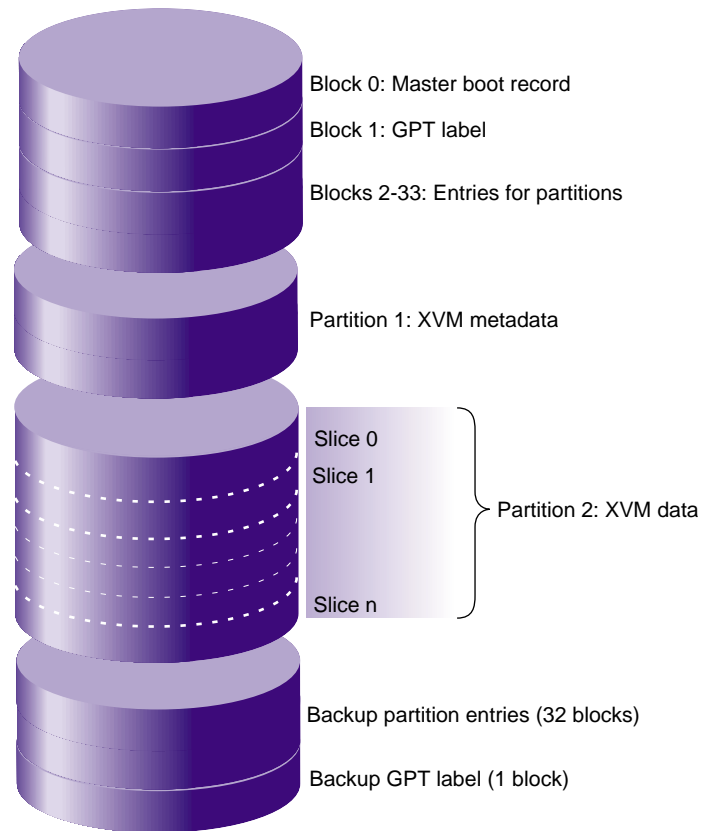 Block 0: Master boot record
Block 1: GPT label
Blocks 2-33: Entries for partitions
Partition 1: XVM metadata
Slice 0
Slice 1
Partition 2: XVM data
Slice n
Backup partition entries (32 blocks)
Backup GPT label (1 block)